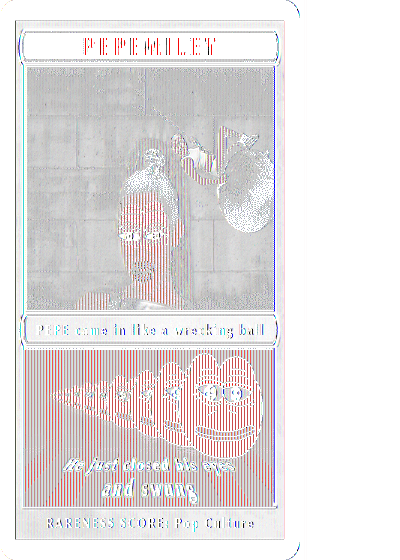 PEPEMILEY
PEPE came in like a wrecking ball
He just closed his eyes
and swung
RARENESS SCORE: Pop Culture